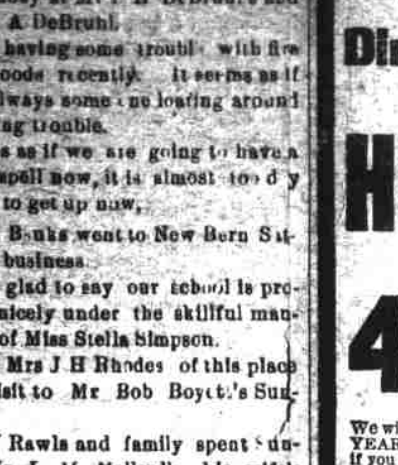 A DeBruhl.
having some trouble with fire
oods recently. It seems as if
lways some one loafing around
ng trouble.
s as if we are going to have a
spell now, it is almost too d y
to get up now,
Banks went to New Bern Sat-
business.
glad to say our school is pro-
nicely under the skillful man-
of Miss Stella Simpson.
Mrs J H Rhodes of this place
isit to Mr Bob Boyet.'s Sun-
Rawls and family spent Sun-
Di
H
4
We wi
YEAR
if you